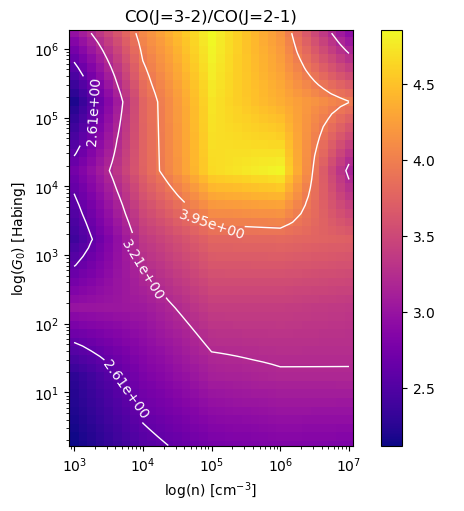 CO(J=3-2)/CO(J=2-1)
10^6
10^5
10^4
10^3
10^2
10^1
log(G_0) [Habing]
2.61e+00
3.95e+00
3.21e+00
2.61e+00
10^3
10^4
10^5
10^6
10^7
log(n) [cm^{-3}]
4.5
4.0
3.5
3.0
2.5